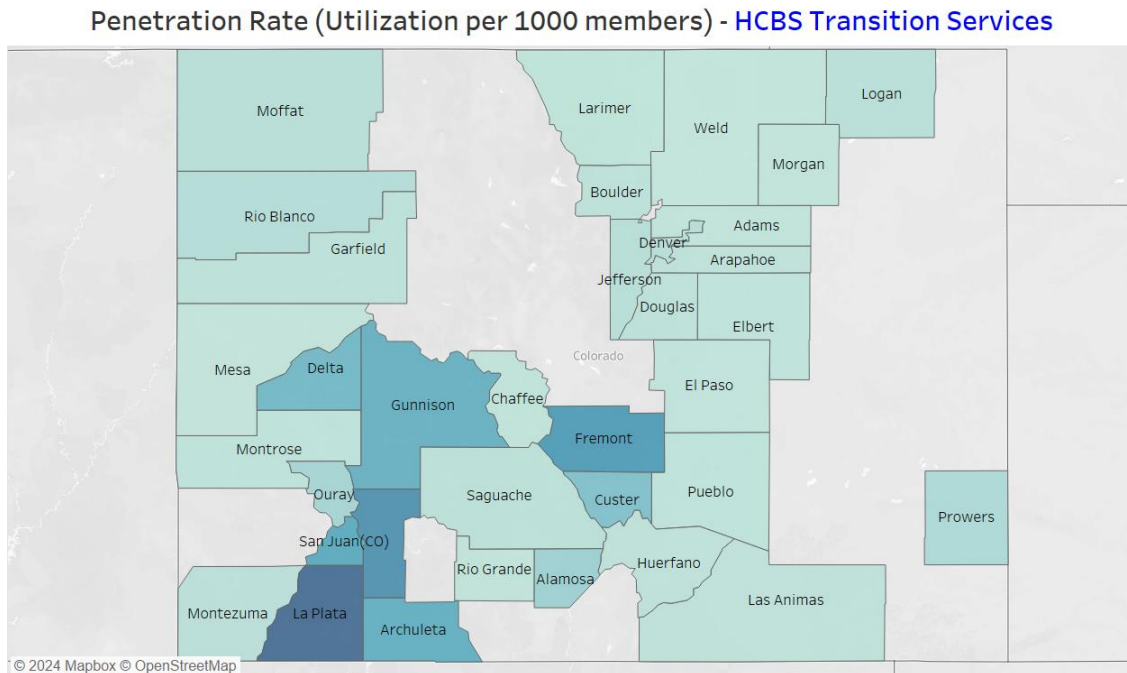 Penetration Rate (Utilization per 1000 members) - HCBS Transition Services
Moffat
Larimer
Weld
Logan
Morgan
Boulder
Rio Blanco
Garfield
Adams
Denver
Arapahoe
Jefferson
Douglas
Elbert
Colorado
Mesa
Delta
Gunnison
Chaffee
El Paso
Fremont
Montrose
Ouray
Saguache
Custer
Pueblo
Prowers
San Juan(CO)
Rio Grande
Alamosa
Huerfano
Montezuma
La Plata
Archuleta
Las Animas
© 2024 Mapbox © OpenStreetMap